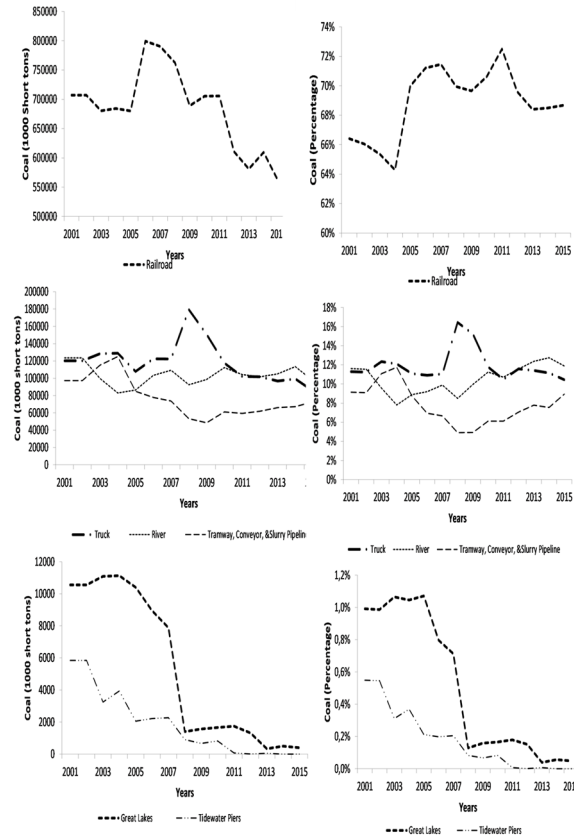 Coal (1000 Short tons)
800000
750000
700000
650000
600000
550000
500000
2001 2003 2005 2007 2009 2011 2013 201
Years
Railroad
Coal (Percentage)
74%
72%
70%
68%
66%
64%
62%
60%
2001 2003 2005 2007 2009 2011 2013 2015
Years
Railroad
Coal (1000 short tons)
200000
180000
160000
140000
120000
100000
80000
60000
40000
20000
0
2001 2003 2005 2007 2009 2011 2013
Years
Truck River Tramway, Conveyor, &Slurry Pipeline
Coal (Percentage)
18%
16%
14%
12%
10%
8%
6%
4%
2%
0%
2001 2003 2005 2007 2009 2011 2013 2015
Years
Truck River Tramway, Conveyor, &Slurry Pipeline
Coal (1000 short tons)
12000
10000
8000
6000
4000
2000
0
2001 2003 2005 2007 2009 2011 2013 2015
Years
Great Lakes Tidewater Piers
Coal (Percentage)
1,2%
1,0%
0,8%
0,6%
0,4%
0,2%
0,0%
2001 2003 2005 2007 2009 2011 2013 2015
Years
Great Lakes Tidewater Piers